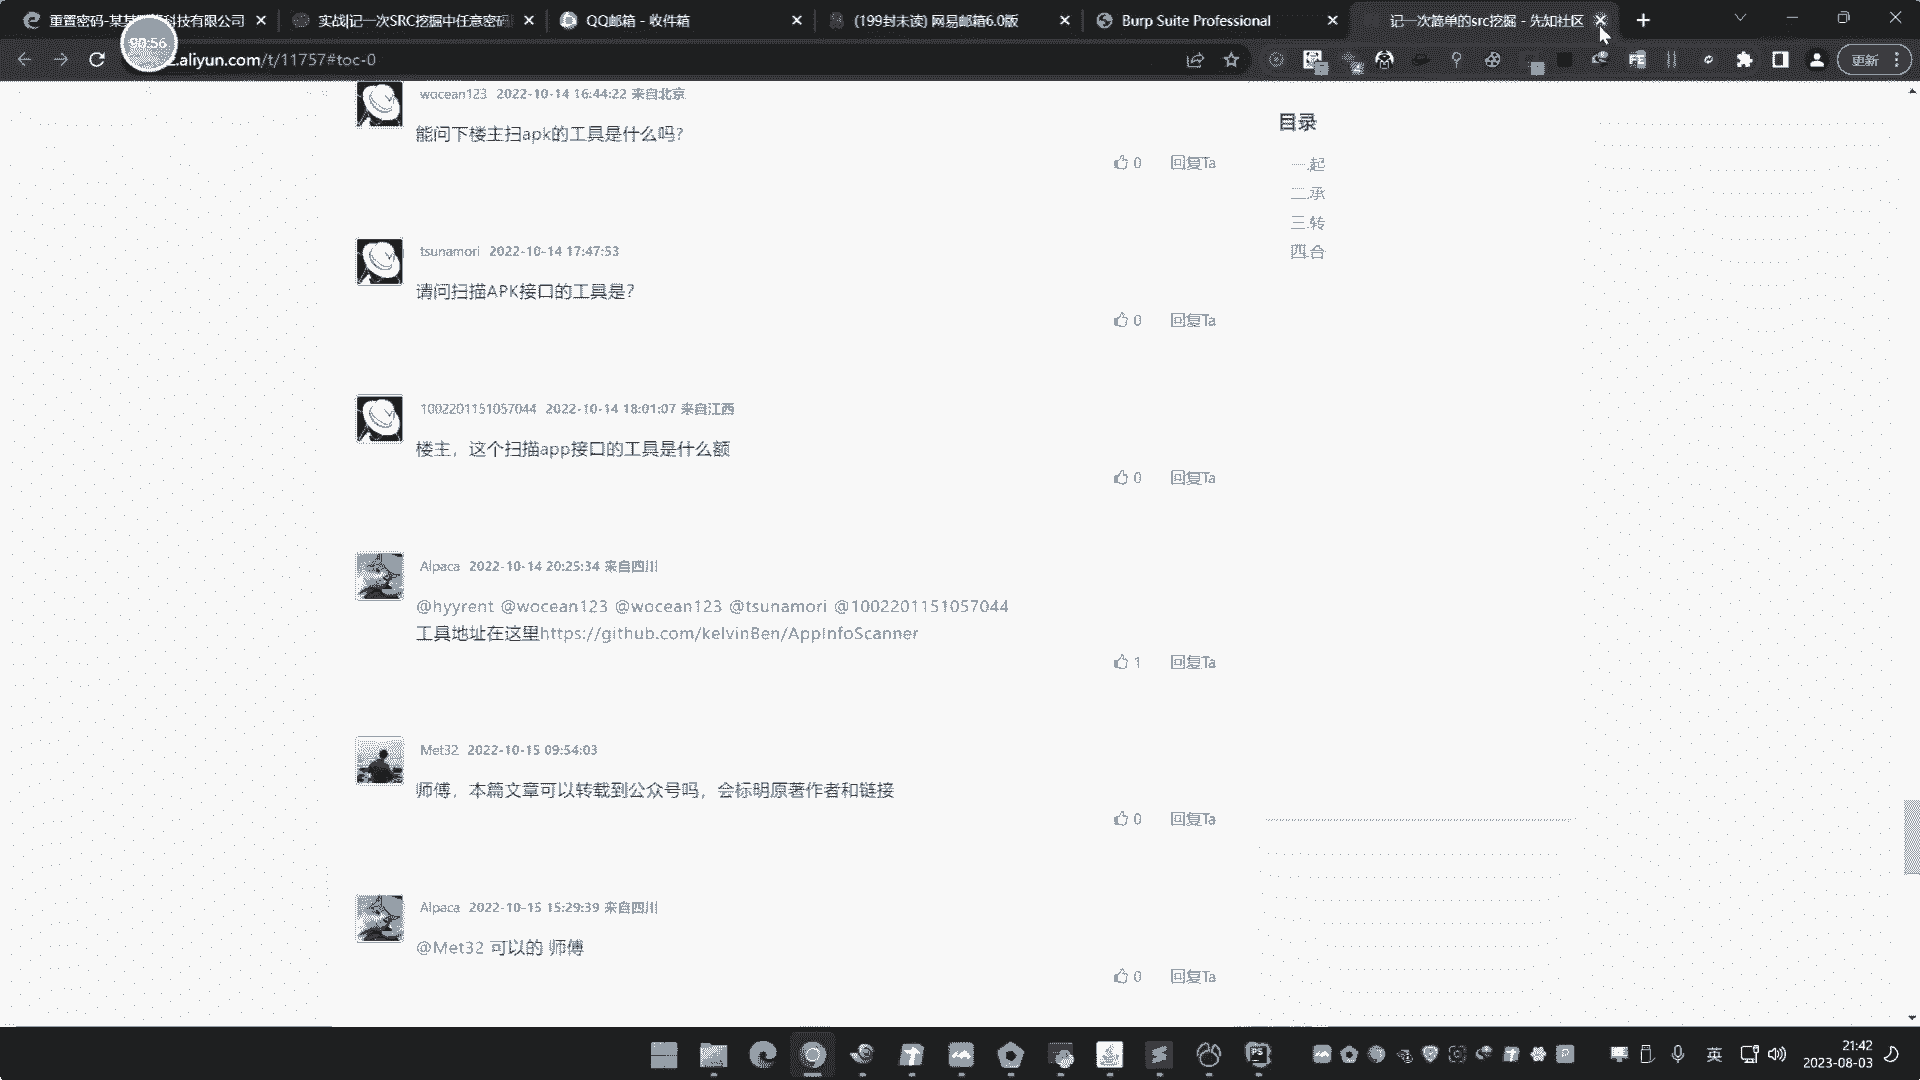 重置密码-某某
科技有限公司
实战|记一次SRC挖掘中任意密码
QQ邮箱 - 收件箱
(199封未读) 网易邮箱6.0版
Burp Suite Professional
记一次简单的src挖掘 - 先知社区
90:56
z.aliyun.com/t/11757#toc-0
更新
wocean123 2022-10-14 16:44:22 来自北京
能问下楼主扫apk的工具是什么吗?
0 回复Ta
tsunamori 2022-10-14 17:47:53
请问扫描APK接口的工具是?
0 回复Ta
1002201151057044 2022-10-14 18:01:07 来自江西
楼主，这个扫描app接口的工具是什么额
0 回复Ta
Alpaca 2022-10-14 20:25:34 来自四川
@hyyrent @wocean123 @wocean123 @tsunamori @1002201151057044
工具地址在这里https://github.com/kelvinBen/AppInfoScanner
1 回复Ta
Met32 2022-10-15 09:54:03
师傅，本篇文章可以转载到公众号吗，会标明原著作者和链接
0 回复Ta
Alpaca 2022-10-15 15:29:39 来自四川
@Met32 可以的 师傅
0 回复Ta
目录
一.起
二.承
三.转
四.合
英
21:42
2023-08-03